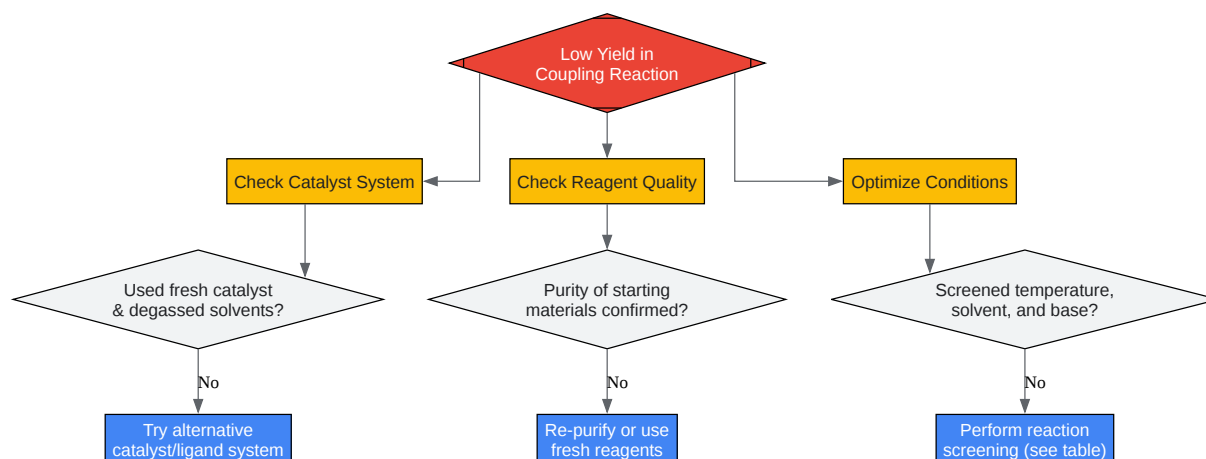 Low Yield in
Coupling Reaction
Check Catalyst System
Check Reagent Quality
Optimize Conditions
Used fresh catalyst
& degassed solvents?
Purity of starting
materials confirmed?
Screened temperature,
solvent, and base?
No
No
No
Try alternative
catalyst/ligand system
Re-purify or use
fresh reagents
Perform reaction
screening (see table)